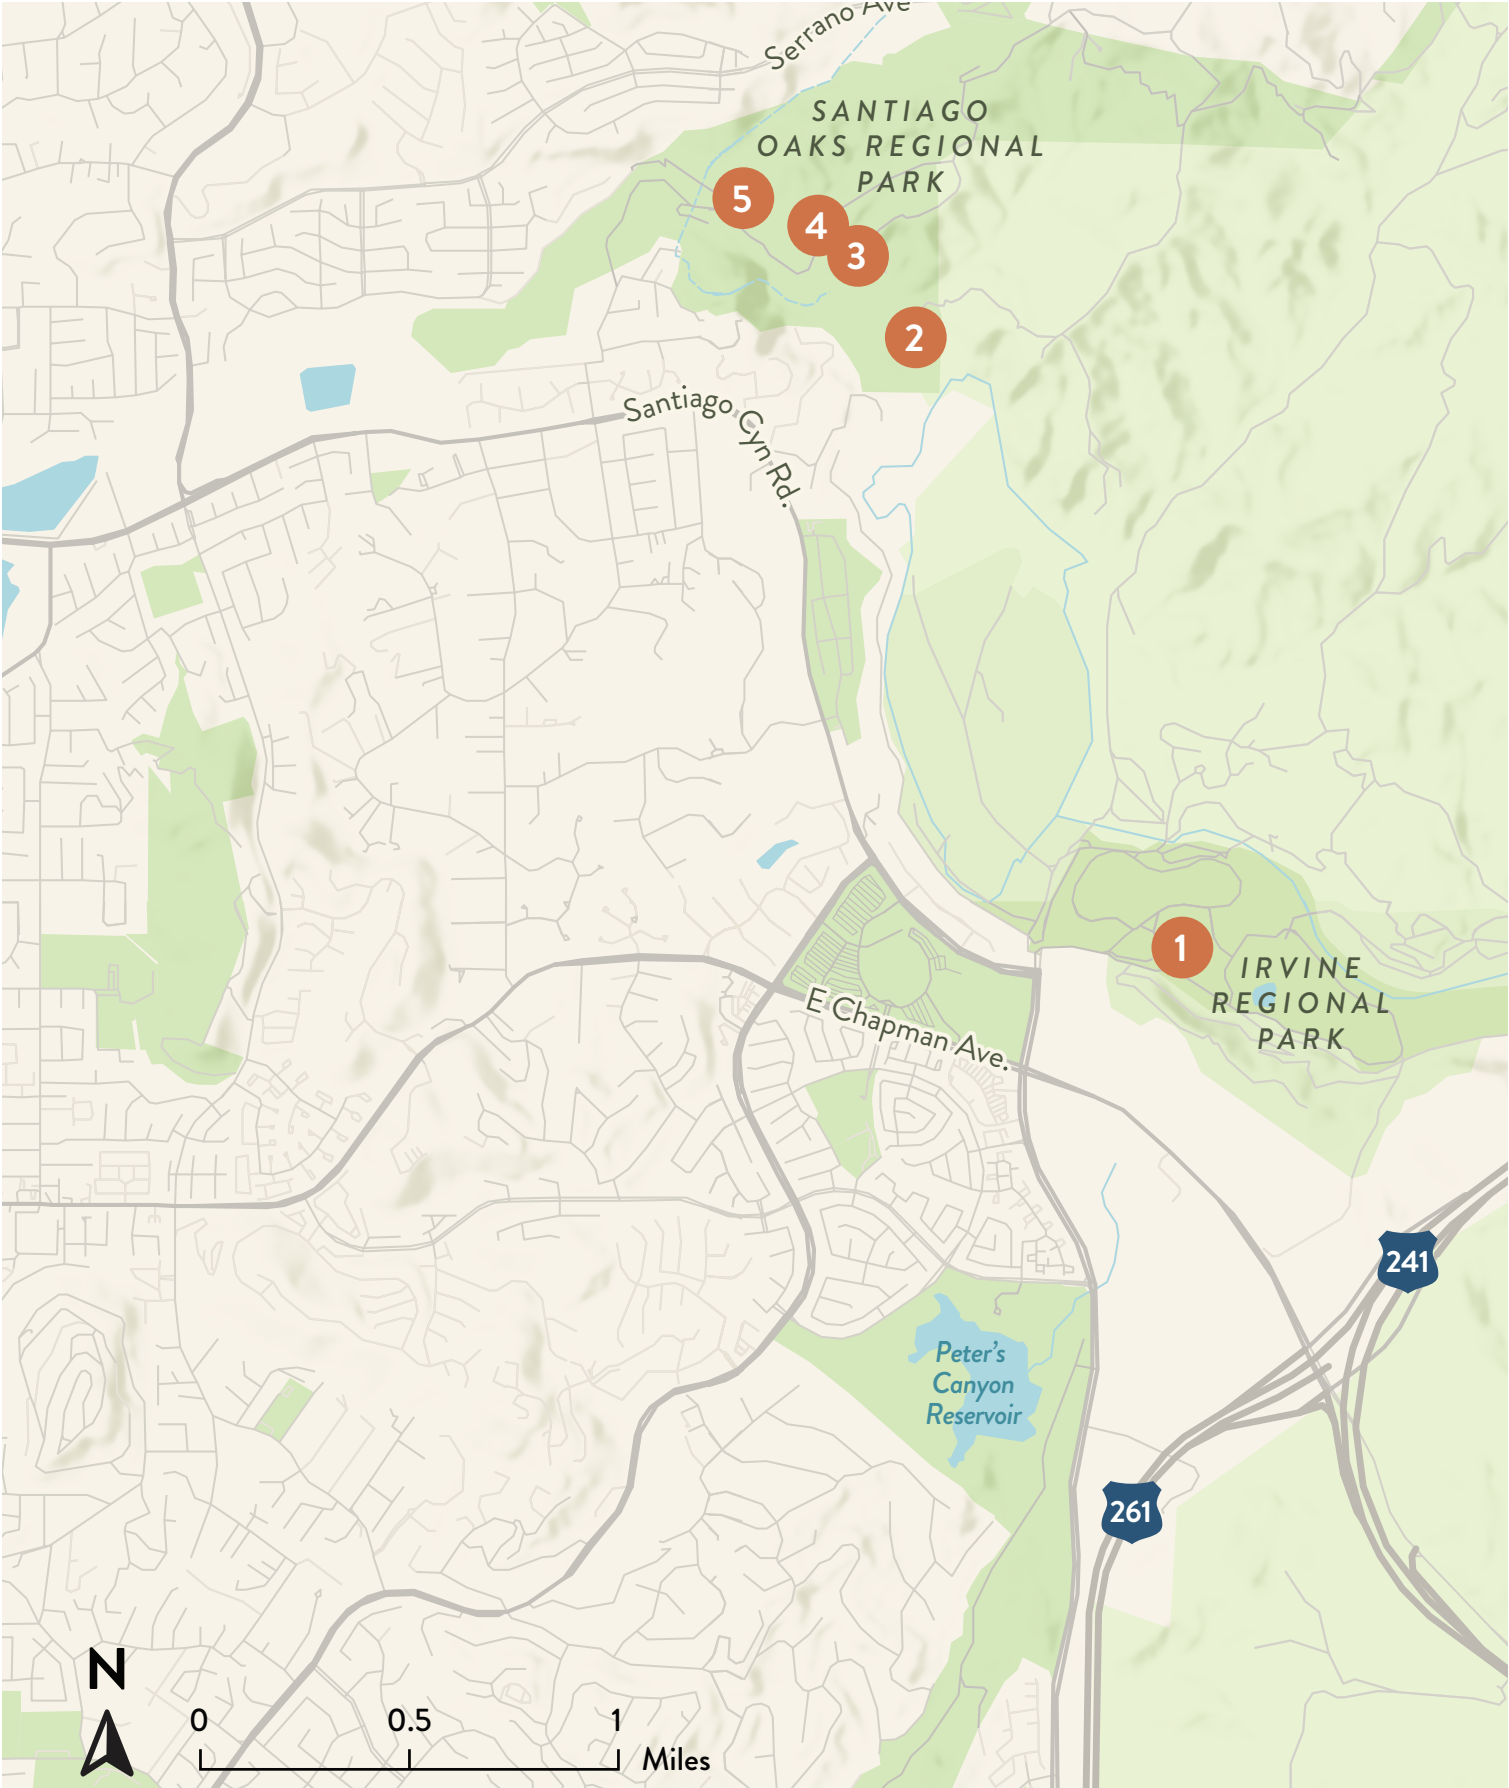 Serrano Ave
SANTIAGO
OAKS REGIONAL
PARK
5
4
3
2
Santiago Cyn Rd.
1
IRVINE
REGIONAL
PARK
E Chapman Ave.
241
Peter's
Canyon
Reservoir
261
N
0 0.5 1
Miles